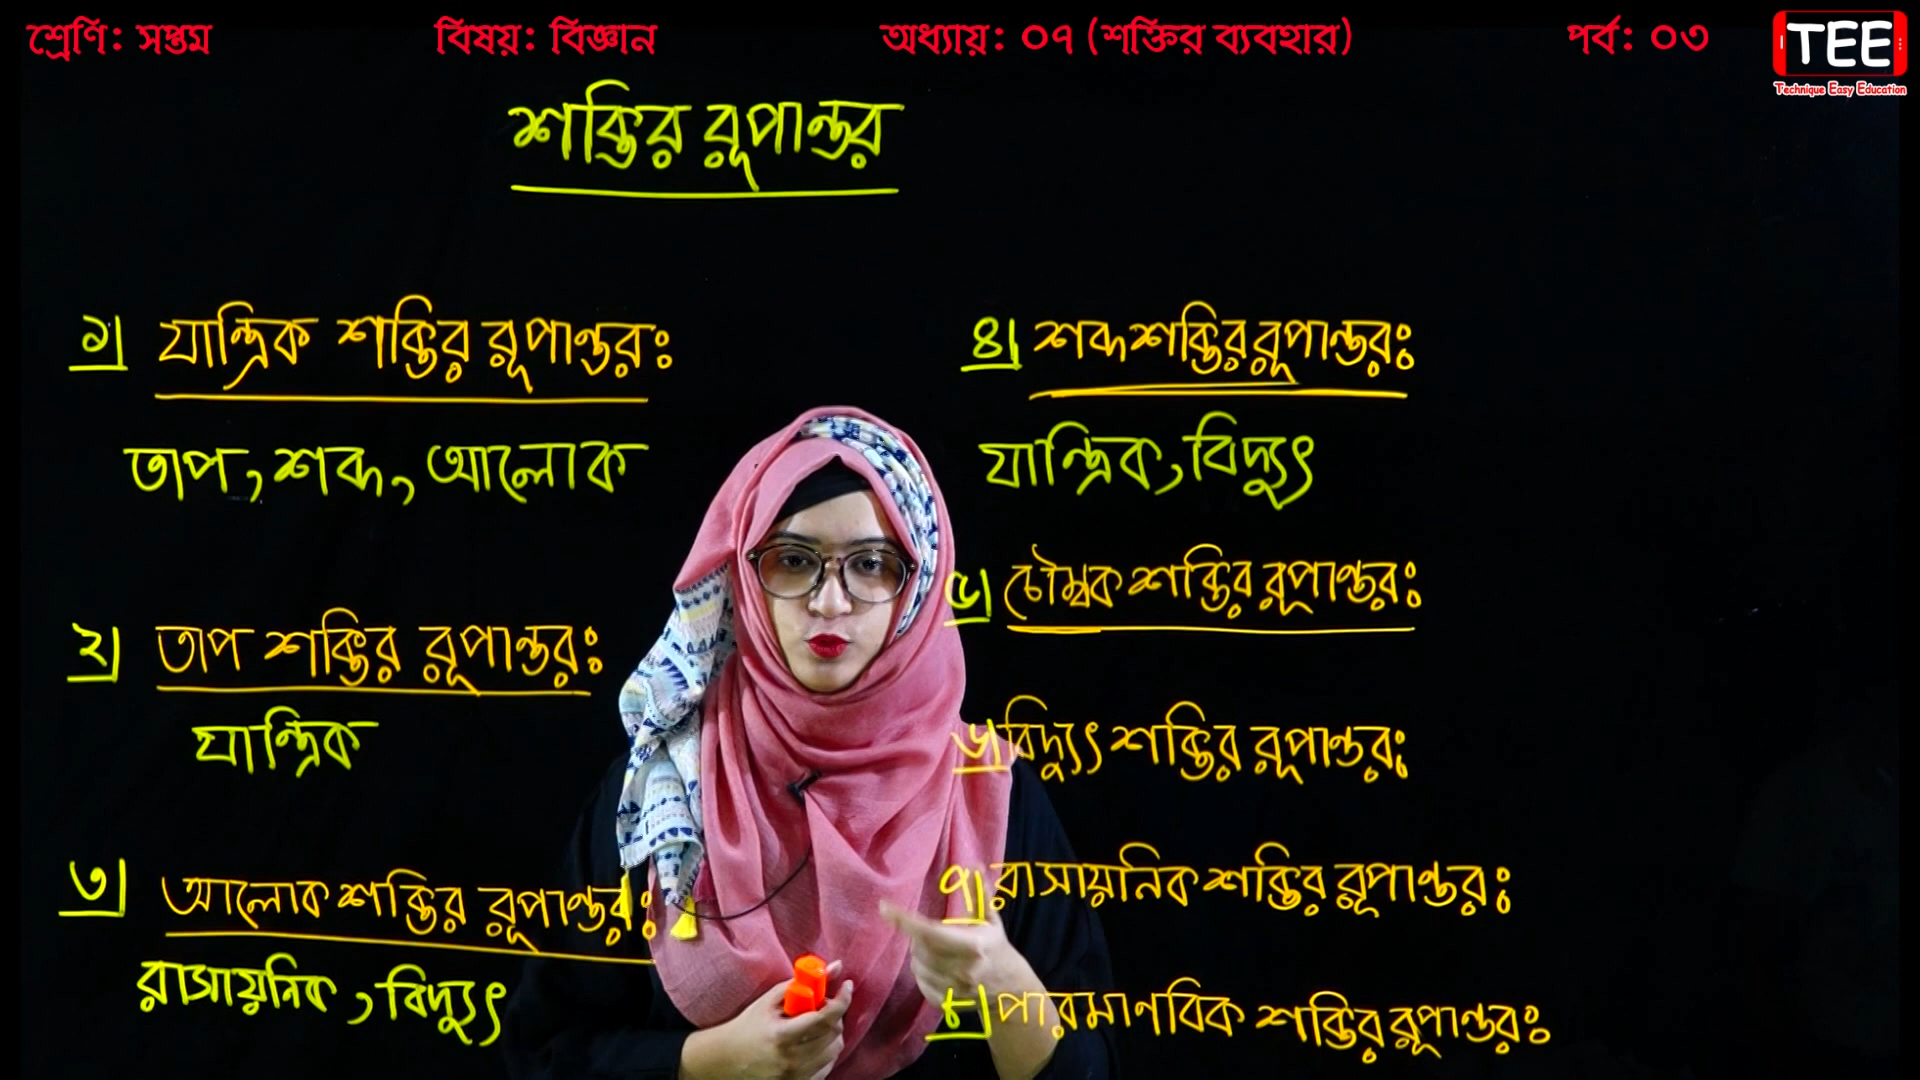 শ্রেণি: সপ্তম বিষয়: বিজ্ঞান অধ্যায়: ০৭ (শক্তির ব্যবহার) পর্ব: ০৩
TEE
Technique Easy Education
শক্তির রূপান্তর
১) যান্ত্রিক শক্তির রূপান্তরঃ
তাপ, শব্দ, আলোক
২) তাপ শক্তির রূপান্তরঃ
যান্ত্রিক
৩) আলোক শক্তির রূপান্তরঃ
রাসায়নিক, বিদ্যুৎ
৪) শব্দ শক্তির রূপান্তরঃ
যান্ত্রিক, বিদ্যুৎ
৫) চৌম্বক শক্তির রূপান্তরঃ
৬) বিদ্যুৎ শক্তির রূপান্তরঃ
৭) রাসায়নিক শক্তির রূপান্তরঃ
৮) পারমাণবিক শক্তির রূপান্তরঃ